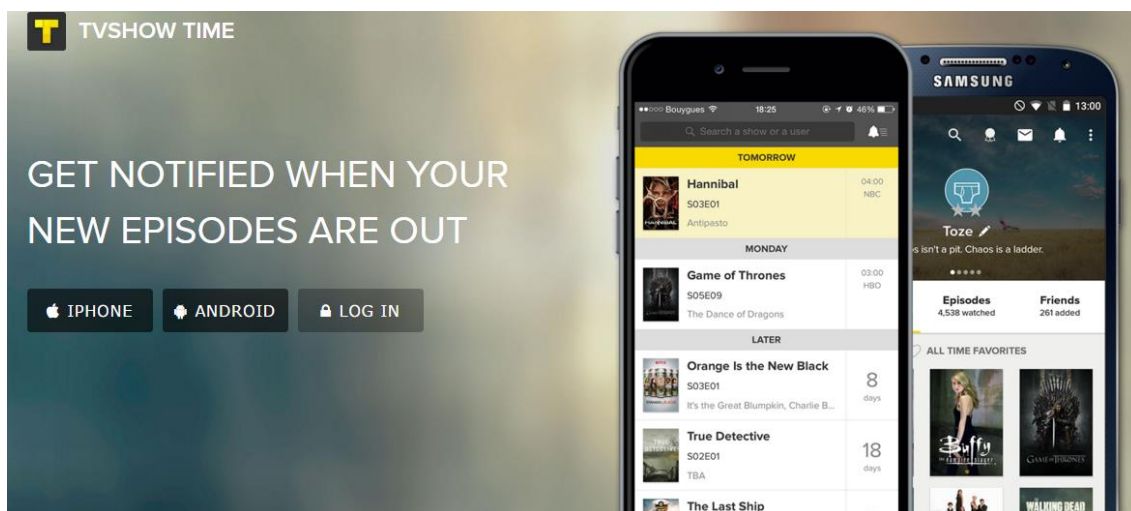 TVSHOW TIME
GET NOTIFIED WHEN YOUR
NEW EPISODES ARE OUT
IPHONE
ANDROID
LOG IN
Bouygues 18:25 46%
Search a show or a user
TOMORROW
Hannibal
S03E01
Antipasto
04:00
NBC
MONDAY
Game of Thrones
S05E09
The Dance of Dragons
03:00
HBO
LATER
Orange Is the New Black
S03E01
It's the Great Blumpkin, Charlie B...
8
days
True Detective
S02E01
TBA
18
days
The Last Ship
SAMSUNG
13:00
Toze
s isn't a pit. Chaos is a ladder.
Episodes
4,538 watched
Friends
261 added
ALL TIME FAVORITES
Buffy
GAME OF THRONES
WALKING DEAD